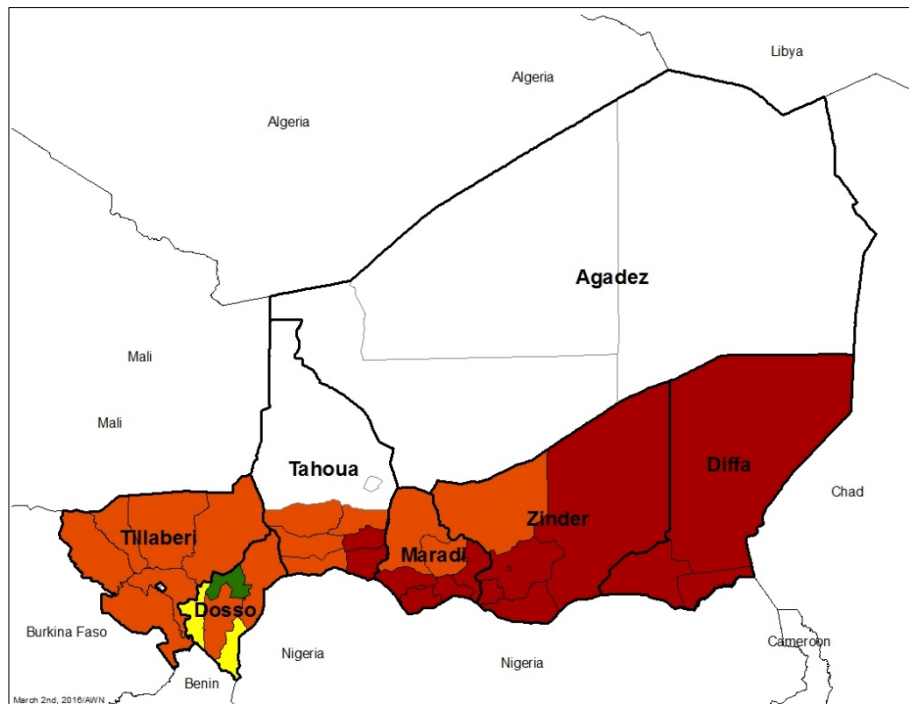 Libya
Algeria
Algeria
Agadez
Mali
Mali
Tahoua
Diffa
Chad
Zinder
Tillaberi
Maradi
Dosso
Burkina Faso
Cameroon
Nigeria
Nigeria
Benin
March 2nd, 2016/AWN